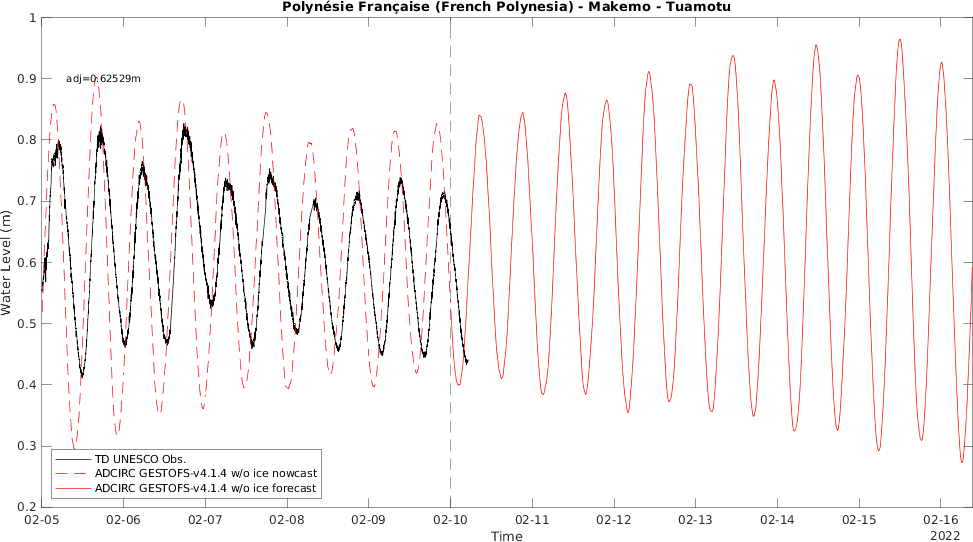 Polynésie Française (French Polynesia) - Makemo - Tuamotu
1
0.9
0.8
0.7
0.6
0.5
0.4
0.3
0.2
Water Level (m)
adj=0.62529m
TD UNESCO Obs.
ADCIRC GESTOFS-v4.1.4 w/o ice nowcast
ADCIRC GESTOFS-v4.1.4 w/o ice forecast
02-05 02-06 02-07 02-08 02-09 02-10 02-11 02-12 02-13 02-14 02-15 02-16
Time
2022